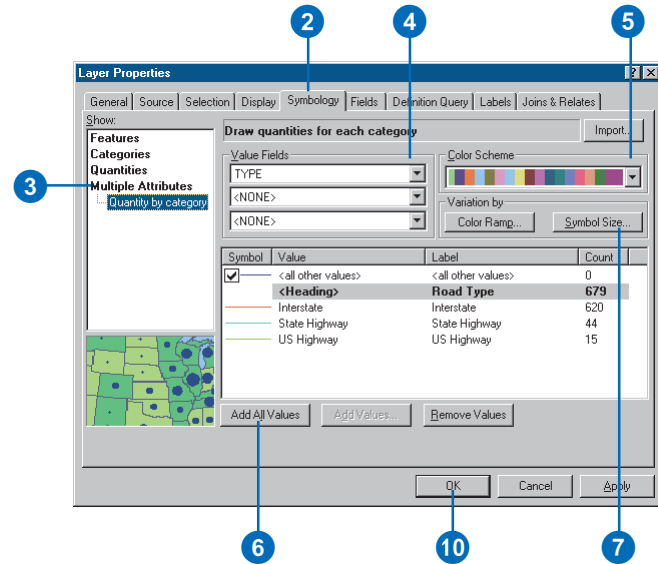 2
4
5
Layer Properties
General Source Selection Display Symbology Fields Definition Query Labels Joins & Relates
Show:
Features
Categories
Quantities
Multiple Attributes
Quantity by category
3
Draw quantities for each category
Import...
Value Fields
TYPE
<NONE>
<NONE>
Color Scheme
Variation by
Color Ramp...
Symbol Size...
Symbol Value Label Count
<all other values> <all other values> 0
<Heading> Road Type 679
Interstate Interstate 620
State Highway State Highway 44
US Highway US Highway 15
Add All Values
Add Values...
Remove Values
OK
Cancel
Apply
6
10
7